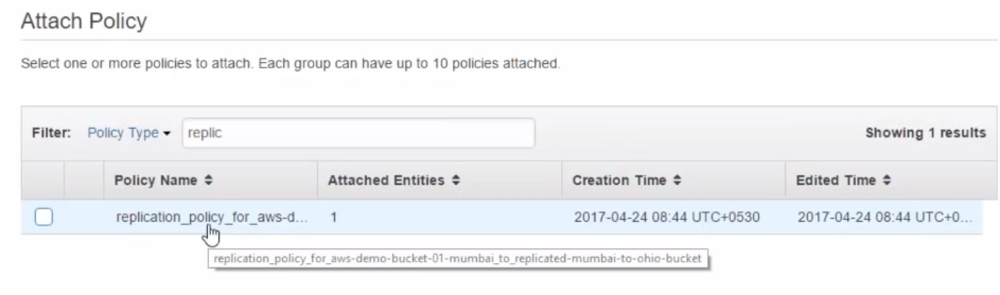 Attach Policy
Select one or more policies to attach. Each group can have up to 10 policies attached.
Filter: Policy Type replic Showing 1 results
Policy Name Attached Entities Creation Time Edited Time
replication_policy_for_aws-d... 1 2017-04-24 08:44 UTC+0530 2017-04-24 08:44 UTC+0...
replication_policy_for_aws-demo-bucket-01-mumbai_to_replicated-mumbai-to-ohio-bucket